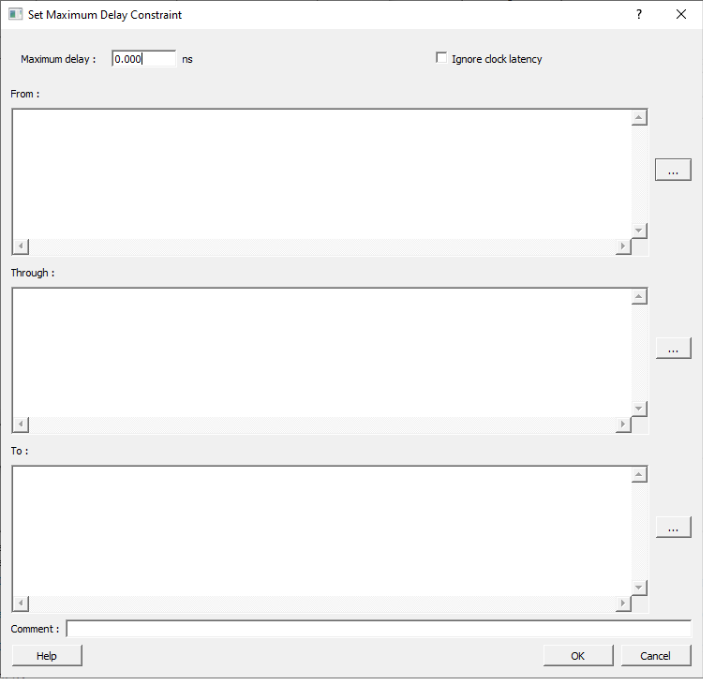 Set Maximum Delay Constraint ?
Maximum delay : 0.000 ns Ignore clock latency
From :
...
Through :
...
To :
...
Comment :
Help OK Cancel